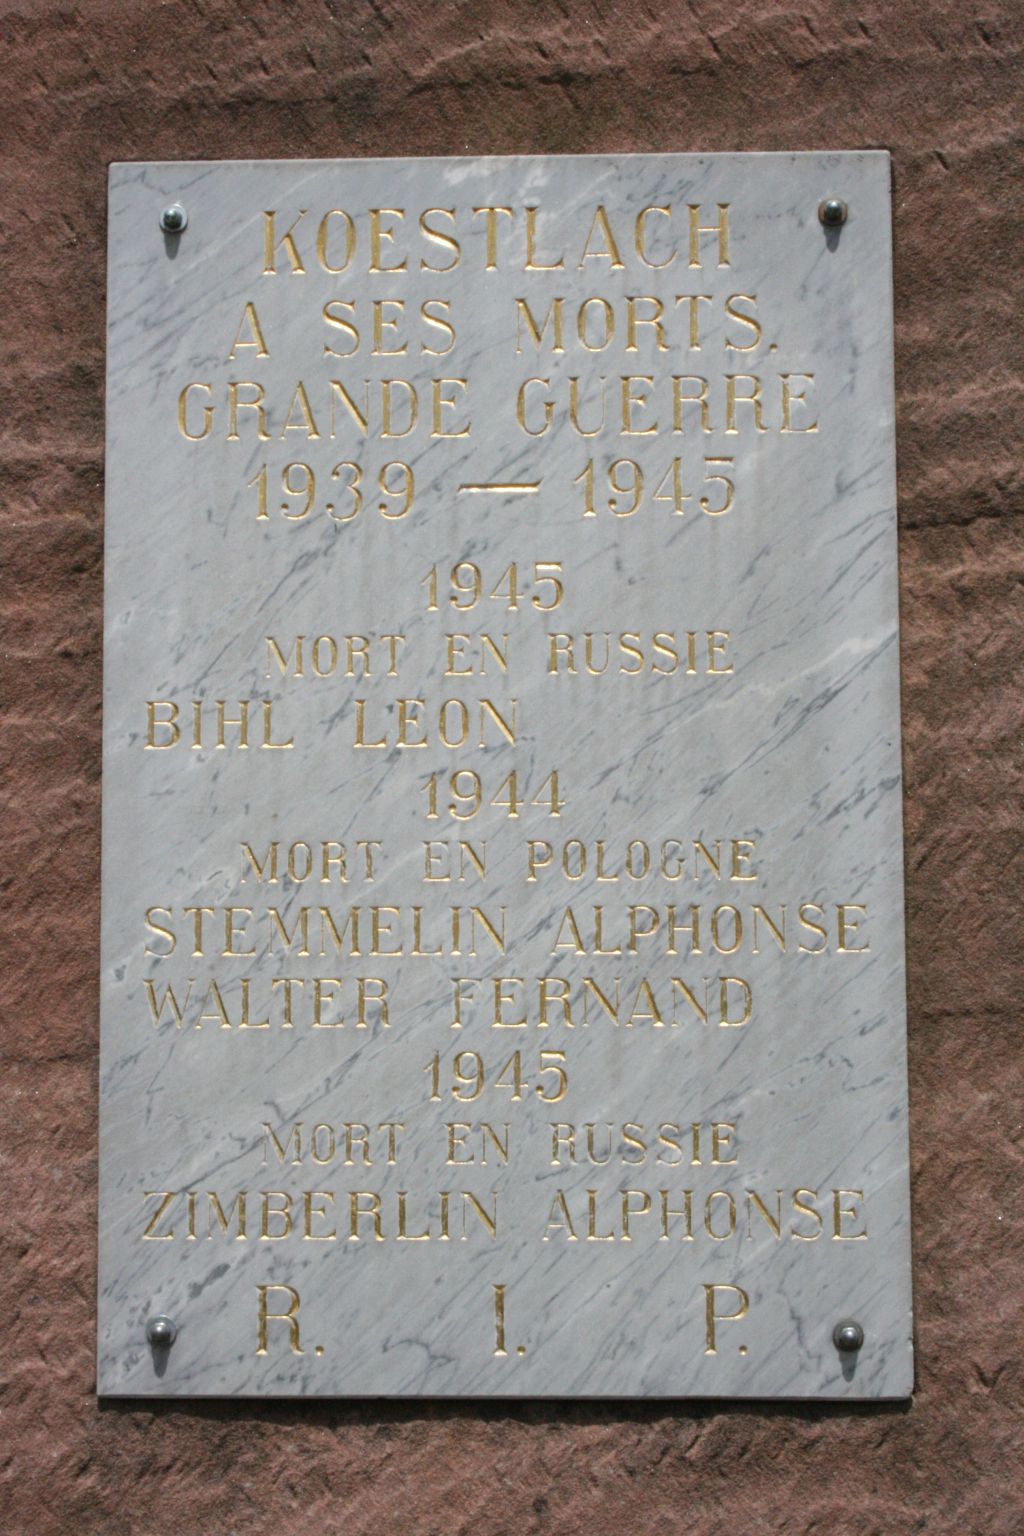 KOESTLACH
A SES MORTS.
GRANDE GUERRE
1939 — 1945
1945
MORT EN RUSSIE
BIHL LEON
1944
MORT EN POLOGNE
STEMMELIN ALPHONSE
WALTER FERNAND
1945
MORT EN RUSSIE
ZIMBERLIN ALPHONSE
R. I. P.